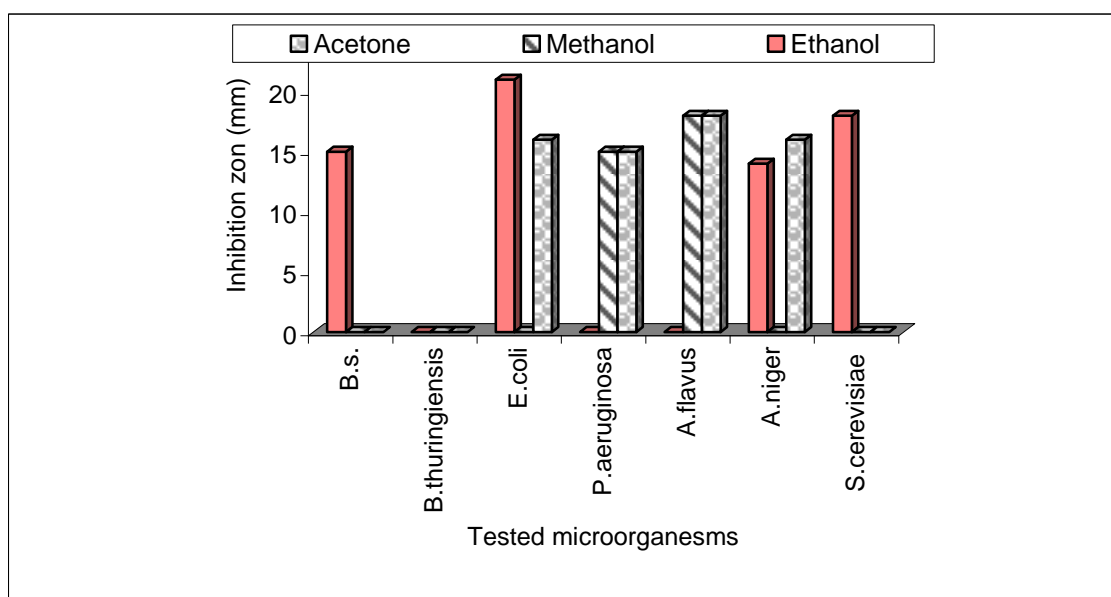 Acetone Methanol Ethanol
20
15
10
5
0
Inhibition zon (mm)
B.s.
B.thuringiensis
E.coli
P.aeruginosa
A.flavus
A.niger
S.cerevisiae
Tested microorganesms